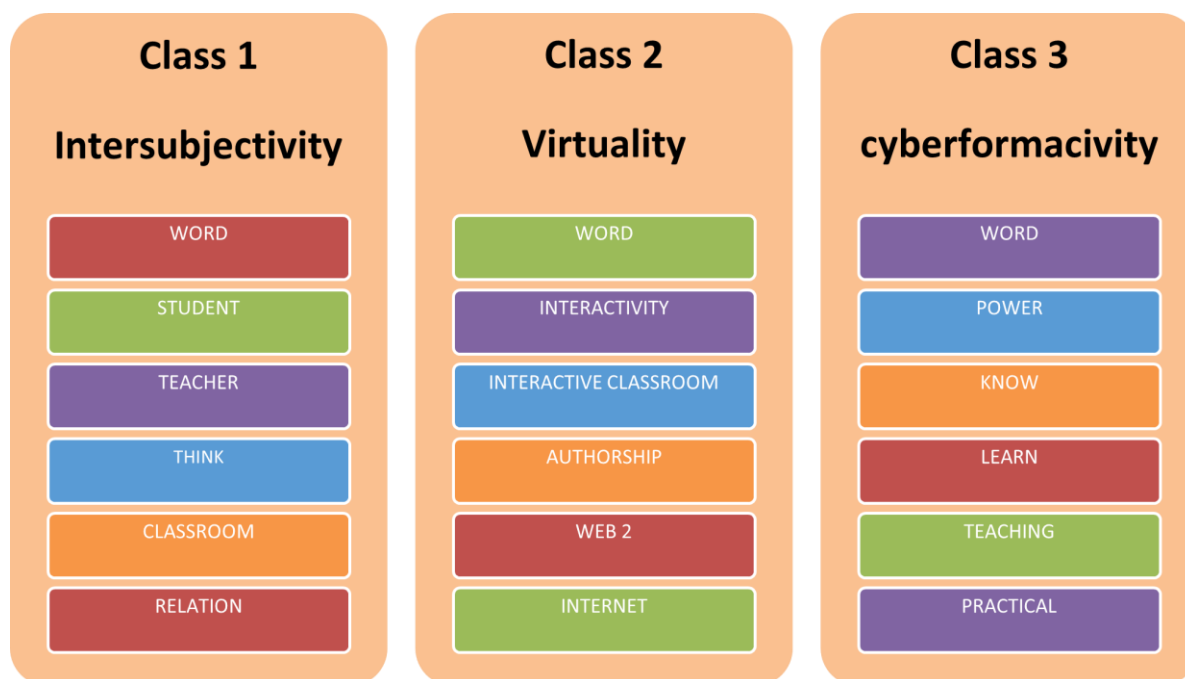 Class 1
Intersubjectivity
WORD
STUDENT
TEACHER
THINK
CLASSROOM
RELATION
Class 2
Virtuality
WORD
INTERACTIVITY
INTERACTIVE CLASSROOM
AUTHORSHIP
WEB 2
INTERNET
Class 3
cyberformacivity
WORD
POWER
KNOW
LEARN
TEACHING
PRACTICAL